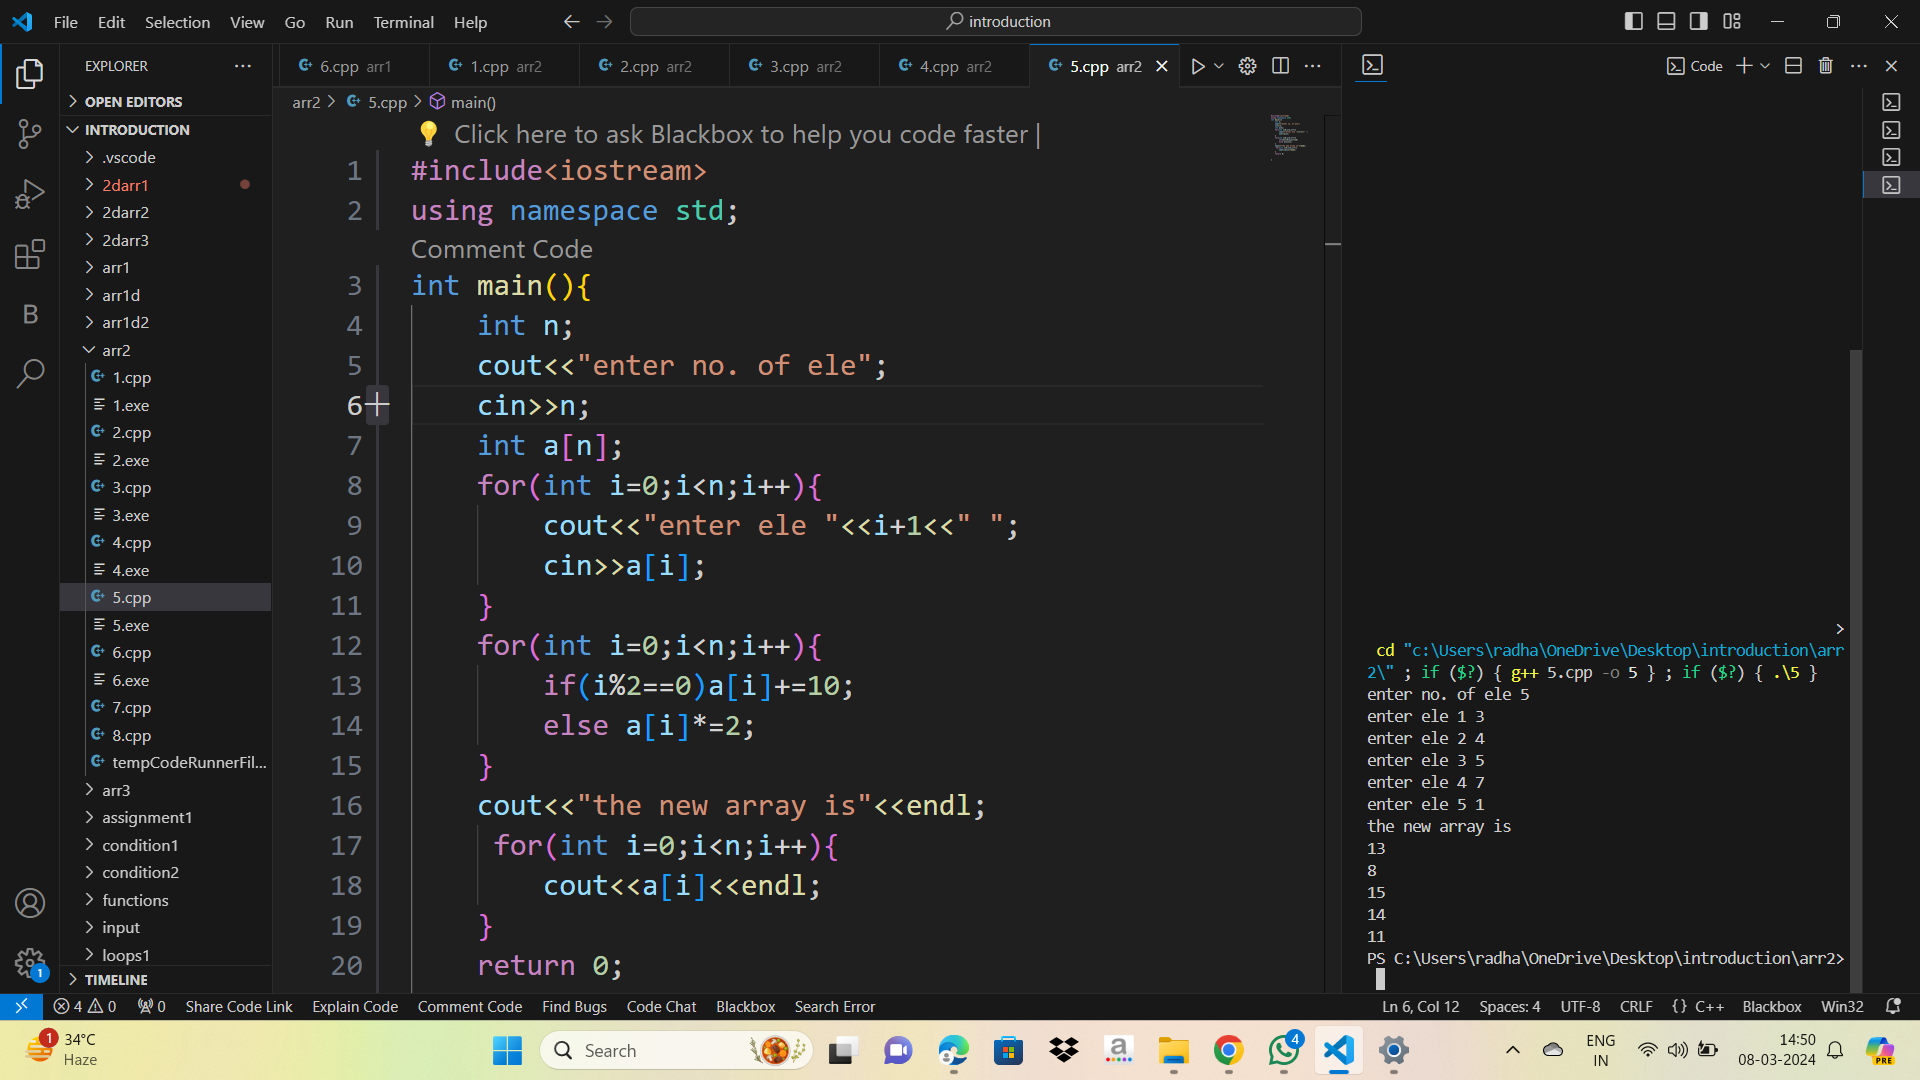 File Edit Selection View Go Run Terminal Help
introduction
EXPLORER
OPEN EDITORS
INTRODUCTION
.vscode
2darr1
2darr2
2darr3
arr1
arr1d
arr1d2
arr2
1.cpp
1.exe
2.cpp
2.exe
3.cpp
3.exe
4.cpp
4.exe
5.cpp
5.exe
6.cpp
6.exe
7.cpp
8.cpp
tempCodeRunnerFil...
arr3
assignment1
condition1
condition2
functions
input
loops1
TIMELINE
6.cpp arr1
1.cpp arr2
2.cpp arr2
3.cpp arr2
4.cpp arr2
5.cpp arr2
arr2 > 5.cpp > main()
Click here to ask Blackbox to help you code faster |
1 #include<iostream>
2 using namespace std;
Comment Code
3 int main(){
4 int n;
5 cout<<"enter no. of ele";
6 cin>>n;
7 int a[n];
8 for(int i=0;i<n;i++){
9 cout<<"enter ele "<<i+1<<" ";
10 cin>>a[i];
11 }
12 for(int i=0;i<n;i++){
13 if(i%2==0)a[i]+=10;
14 else a[i]*=2;
15 }
16 cout<<"the new array is"<<endl;
17 for(int i=0;i<n;i++){
18 cout<<a[i]<<endl;
19 }
20 return 0;
Code
>
cd "c:\Users\radha\OneDrive\Desktop\introduction\arr
2\" ; if ($?) { g++ 5.cpp -o 5 } ; if ($?) { .\5 }
enter no. of ele 5
enter ele 1 3
enter ele 2 4
enter ele 3 5
enter ele 4 7
enter ele 5 1
the new array is
13
8
15
14
11
PS C:\Users\radha\OneDrive\Desktop\introduction\arr2>
B
1
4 0 0 Share Code Link Explain Code Comment Code Find Bugs Code Chat Blackbox Search Error
Ln 6, Col 12 Spaces: 4 UTF-8 CRLF {} C++ Blackbox Win32
1
34°C
Haze
Search
a
4
ENG
IN
14:50
08-03-2024
PRE